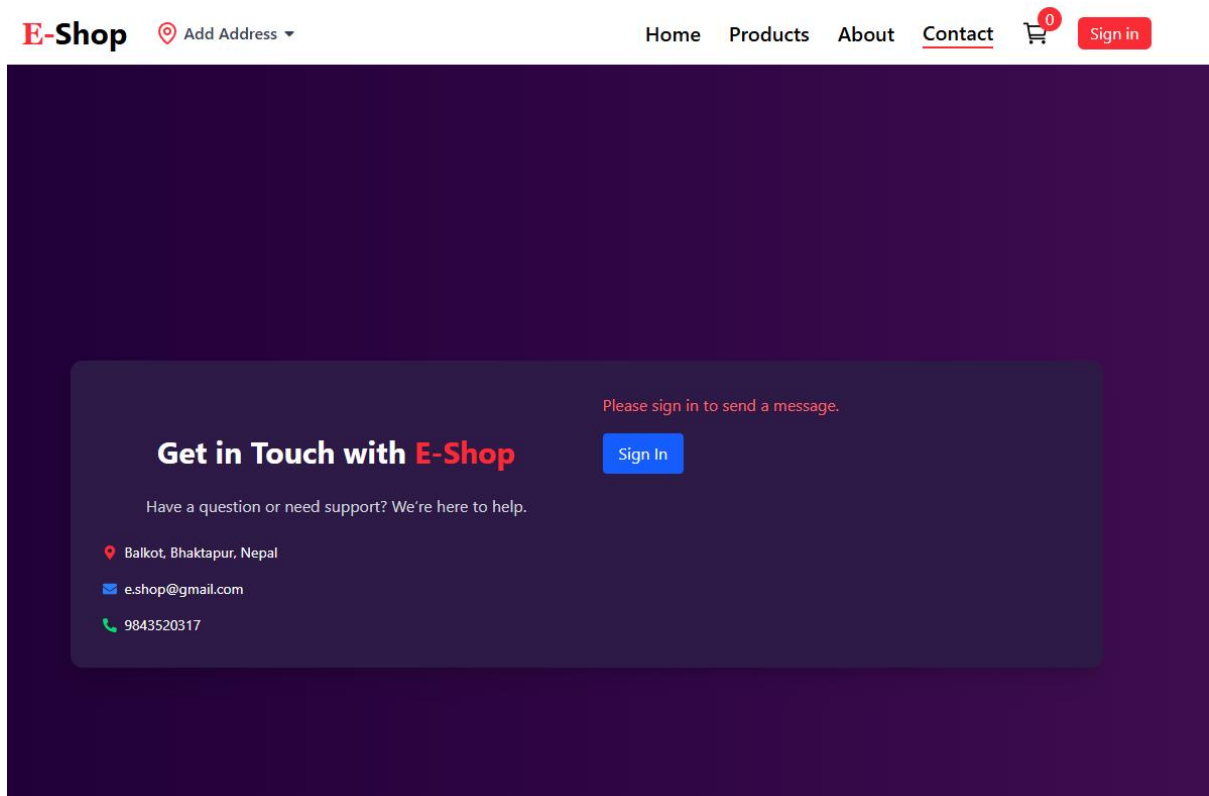 E-Shop
Add Address
Home Products About Contact
0
Sign in
Please sign in to send a message.
Sign In
Get in Touch with E-Shop
Have a question or need support? We’re here to help.
Balkot, Bhaktapur, Nepal
e.shop@gmail.com
9843520317